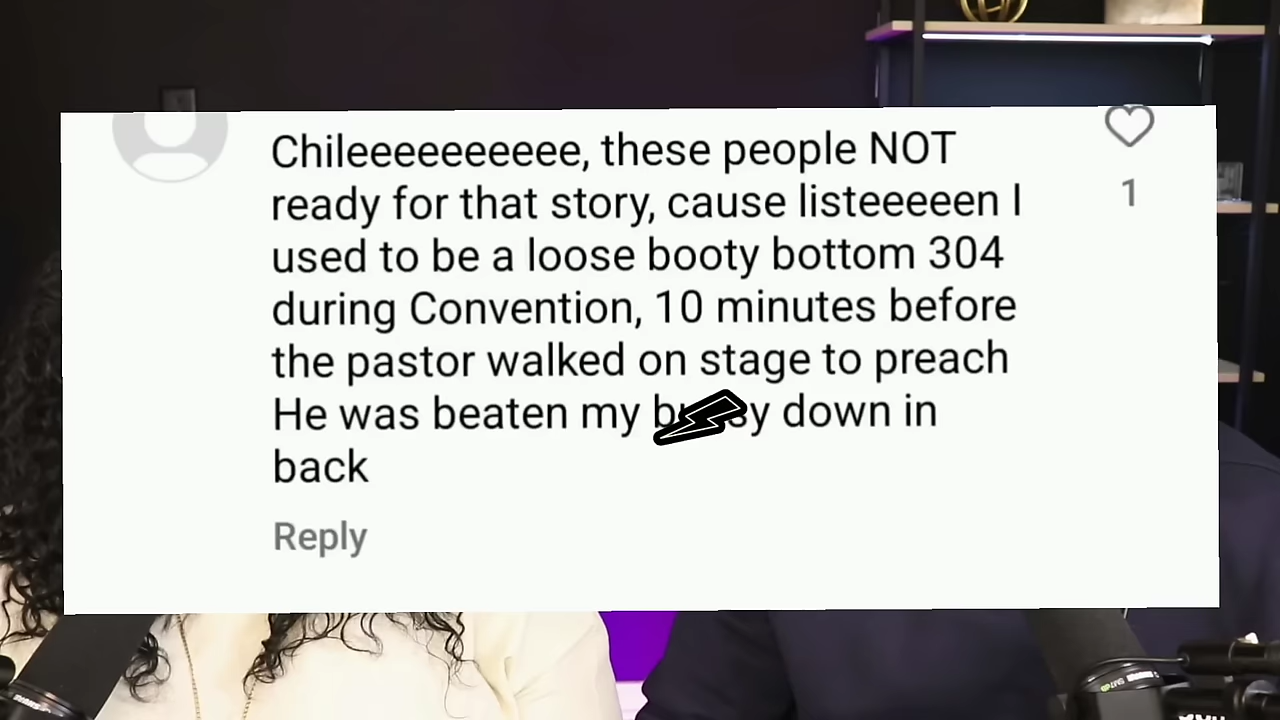 Chileeeeeeeeeee, these people NOT
ready for that story, cause listeeeeen I
used to be a loose booty bottom 304
during Convention, 10 minutes before
the pastor walked on stage to preach
He was beaten my down in
back
Reply
1